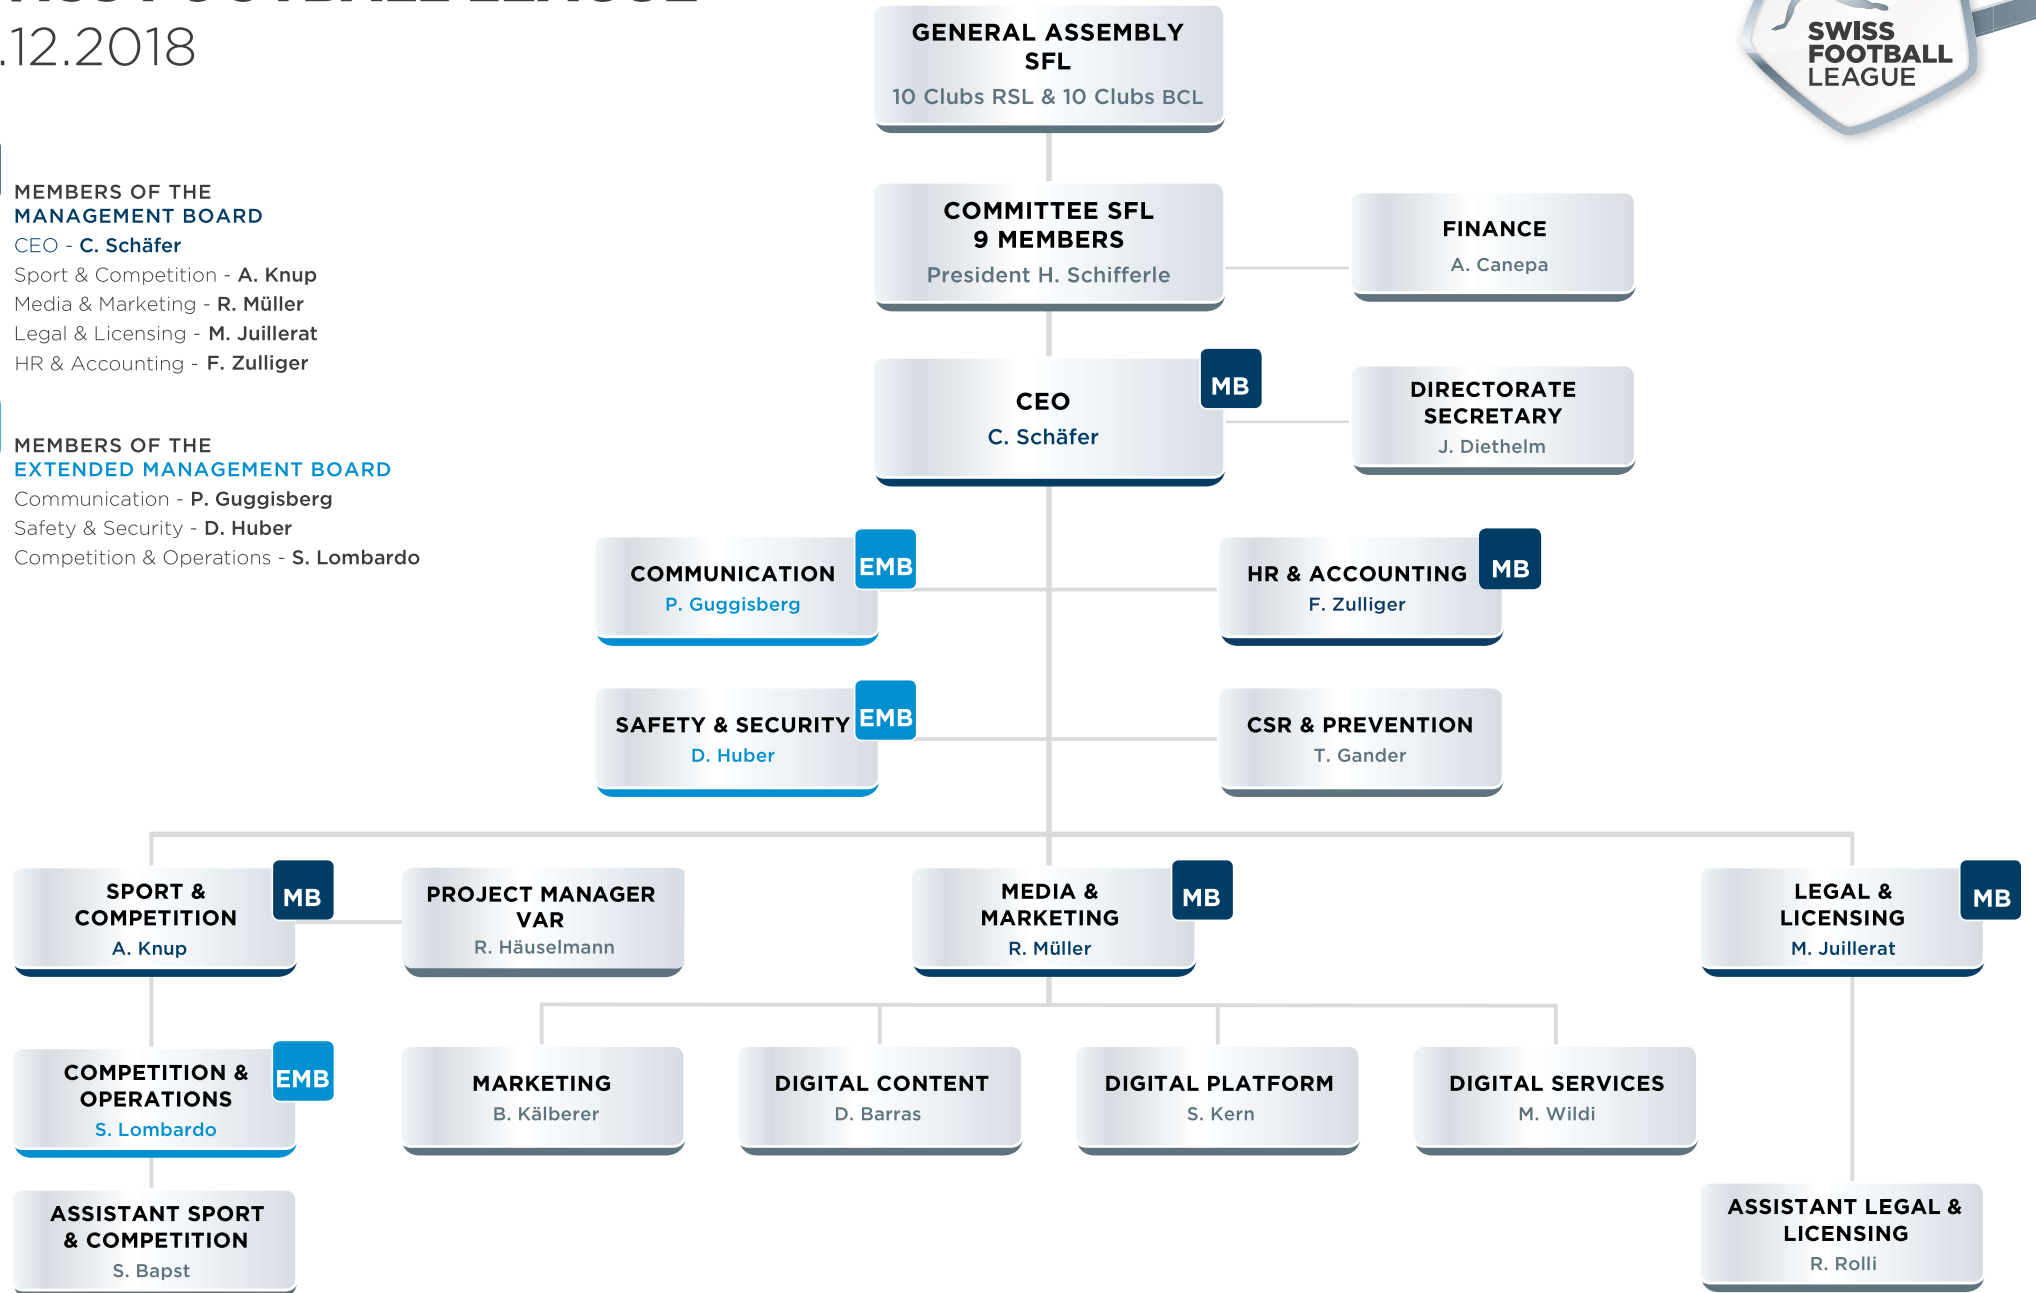 .12.2018
SWISS
FOOTBALL
LEAGUE
MEMBERS OF THE
MANAGEMENT BOARD
CEO - C. Schäfer
Sport & Competition - A. Knup
Media & Marketing - R. Müller
Legal & Licensing - M. Juillerat
HR & Accounting - F. Zulliger
MEMBERS OF THE
EXTENDED MANAGEMENT BOARD
Communication - P. Guggisberg
Safety & Security - D. Huber
Competition & Operations - S. Lombardo
GENERAL ASSEMBLY
SFL
10 Clubs RSL & 10 Clubs BCL
COMMITTEE SFL
9 MEMBERS
President H. Schifferle
FINANCE
A. Canepa
CEO
C. Schäfer
MB
DIRECTORATE
SECRETARY
J. Diethelm
COMMUNICATION
P. Guggisberg
EMB
HR & ACCOUNTING
F. Zulliger
MB
SAFETY & SECURITY
D. Huber
EMB
CSR & PREVENTION
T. Gander
SPORT &
COMPETITION
A. Knup
MB
PROJECT MANAGER
VAR
R. Häuselmann
MEDIA &
MARKETING
R. Müller
MB
LEGAL &
LICENSING
M. Juillerat
MB
COMPETITION &
OPERATIONS
S. Lombardo
EMB
MARKETING
B. Kälberer
DIGITAL CONTENT
D. Barras
DIGITAL PLATFORM
S. Kern
DIGITAL SERVICES
M. Wildi
ASSISTANT SPORT
& COMPETITION
S. Bapst
ASSISTANT LEGAL &
LICENSING
R. Rolli